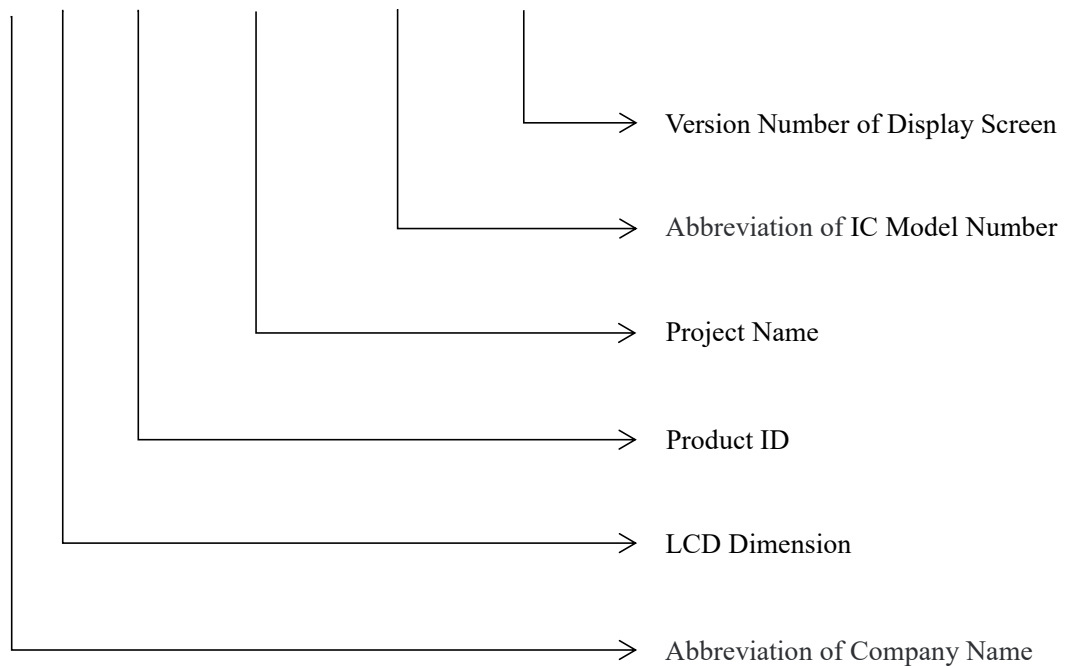 Version Number of Display Screen
Abbreviation of IC Model Number
Project Name
Product ID
LCD Dimension
Abbreviation of Company Name